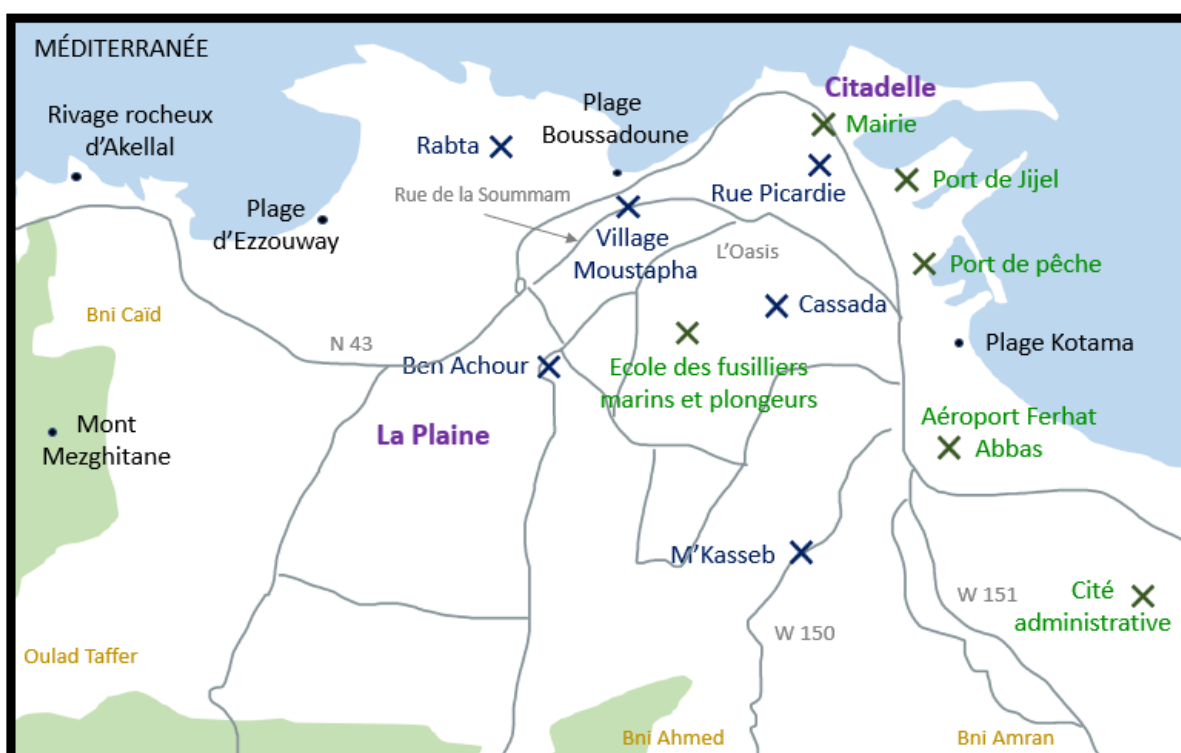 MÉDITERRANÉE
Citadelle
Plage
Boussadoune
Rivage rocheux
d'Akellal
Mairie
Rabta
Port de Jijel
Rue Picardie
Rue de la Soummam
Plage
d'Ezzouway
Village
Moustapha
L'Oasis
Port de pêche
Bni Caïd
Cassada
N 43
Plage Kotama
Ben Achour
Ecole des fusilliers
marins et plongeurs
Mont
Mezghitane
La Plaine
Aéroport Ferhat
Abbas
M'Kasseb
W 151
Cité
administrative
W 150
Oulad Taffer
Bni Ahmed
Bni Amran